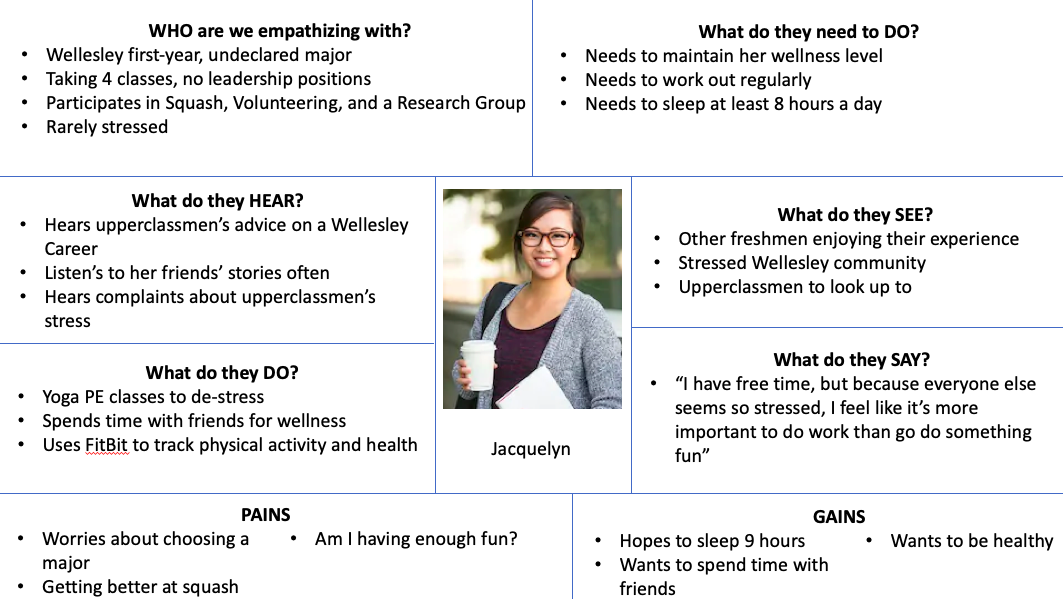 WHO are we empathizing with?
• Wellesley first-year, undeclared major
• Taking 4 classes, no leadership positions
• Participates in Squash, Volunteering, and a Research Group
• Rarely stressed
What do they need to DO?
• Needs to maintain her wellness level
• Needs to work out regularly
• Needs to sleep at least 8 hours a day
What do they HEAR?
• Hears upperclassmen’s advice on a Wellesley
Career
• Listen’s to her friends’ stories often
• Hears complaints about upperclassmen’s
stress
What do they SEE?
• Other freshmen enjoying their experience
• Stressed Wellesley community
• Upperclassmen to look up to
What do they DO?
• Yoga PE classes to de-stress
• Spends time with friends for wellness
• Uses FitBit to track physical activity and health
Jacquelyn
What do they SAY?
• “I have free time, but because everyone else
seems so stressed, I feel like it’s more
important to do work than go do something
fun”
PAINS
• Worries about choosing a
major
• Getting better at squash
• Am I having enough fun?
GAINS
• Hopes to sleep 9 hours
• Wants to spend time with
friends
• Wants to be healthy